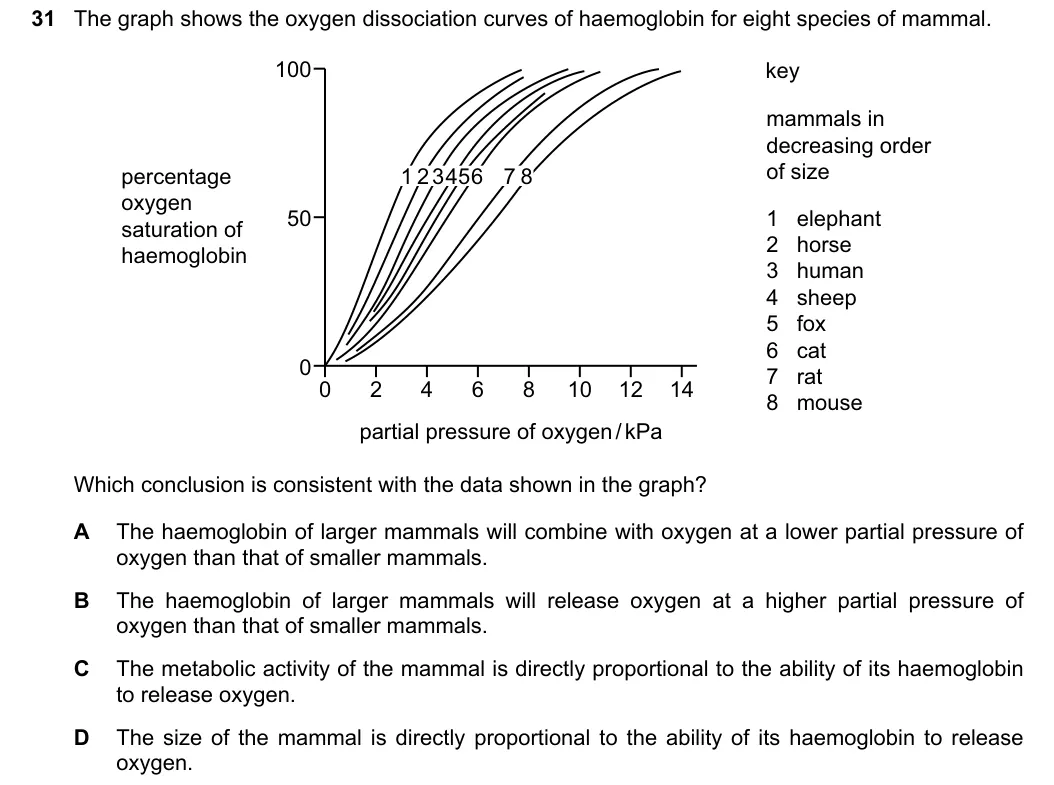 31 The graph shows the oxygen dissociation curves of haemoglobin for eight species of mammal.
100
50
0
percentage
oxygen
saturation of
haemoglobin
1 2 3 4 5 6 7 8
0 2 4 6 8 10 12 14
partial pressure of oxygen / kPa
key
mammals in
decreasing order
of size
1 elephant
2 horse
3 human
4 sheep
5 fox
6 cat
7 rat
8 mouse
Which conclusion is consistent with the data shown in the graph?
A The haemoglobin of larger mammals will combine with oxygen at a lower partial pressure of
oxygen than that of smaller mammals.
B The haemoglobin of larger mammals will release oxygen at a higher partial pressure of
oxygen than that of smaller mammals.
C The metabolic activity of the mammal is directly proportional to the ability of its haemoglobin
to release oxygen.
D The size of the mammal is directly proportional to the ability of its haemoglobin to release
oxygen.